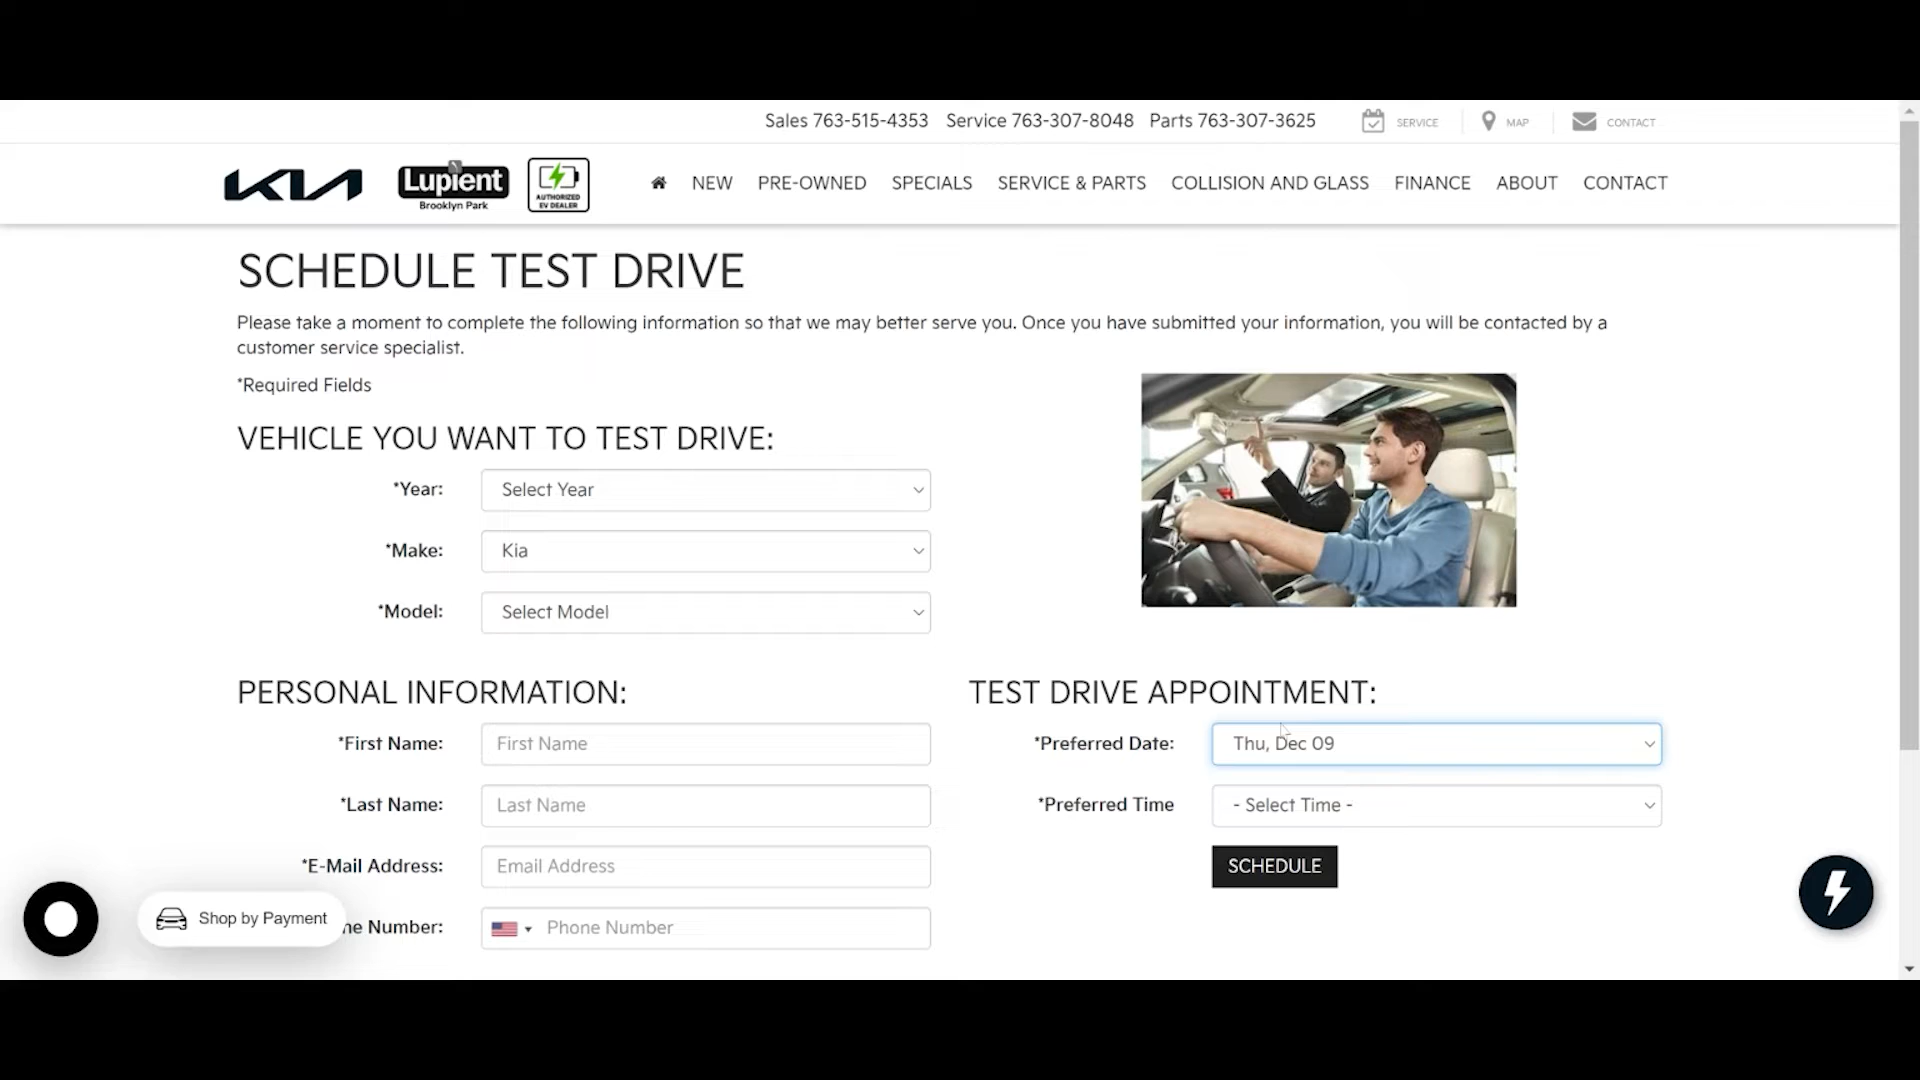 Sales 763-515-4353 Service 763-307-8048 Parts 763-307-3625 SERVICE MAP CONTACT
KIA Lupient Brooklyn Park AUTHORIZED EV DEALER
NEW PRE-OWNED SPECIALS SERVICE & PARTS COLLISION AND GLASS FINANCE ABOUT CONTACT
SCHEDULE TEST DRIVE
Please take a moment to complete the following information so that we may better serve you. Once you have submitted your information, you will be contacted by a
customer service specialist.
*Required Fields
VEHICLE YOU WANT TO TEST DRIVE:
*Year: Select Year
*Make: Kia
*Model: Select Model
PERSONAL INFORMATION:
*First Name: First Name
*Last Name: Last Name
*E-Mail Address: Email Address
ne Number: Phone Number
TEST DRIVE APPOINTMENT:
*Preferred Date: Thu, Dec 09
*Preferred Time - Select Time -
SCHEDULE
Shop by Payment